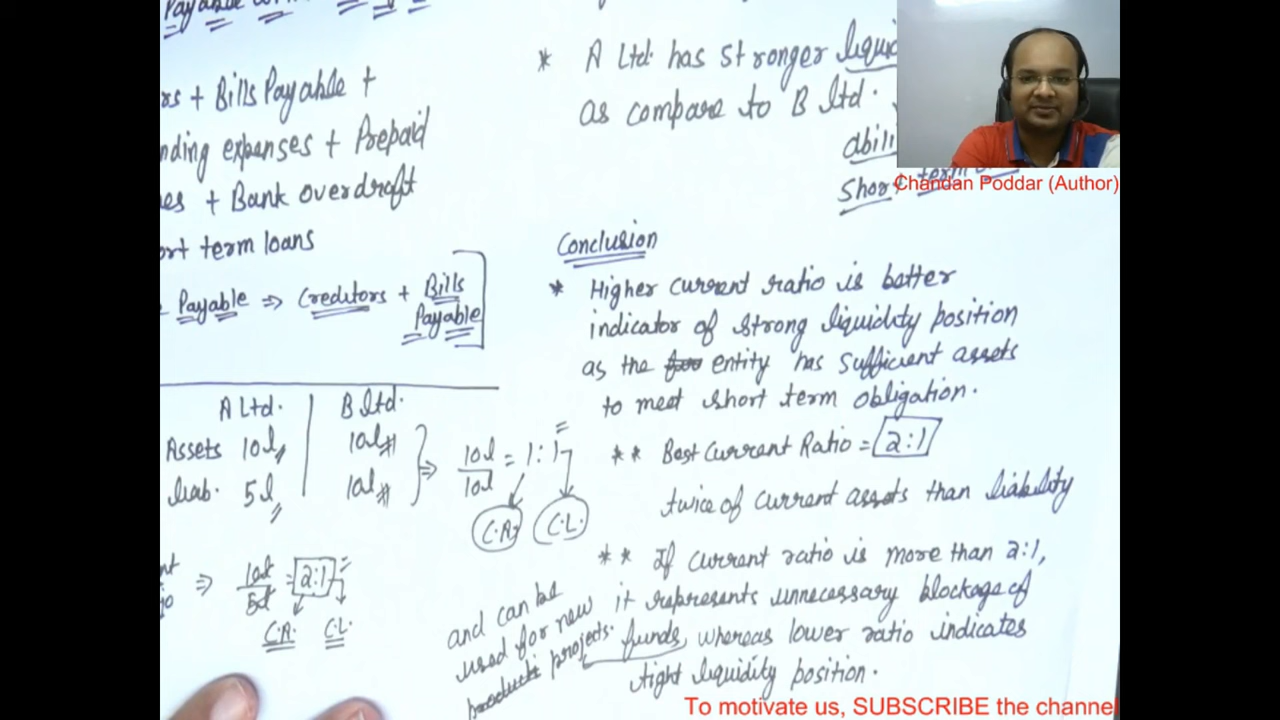 Payable
rs + Bills Payable +
nding expenses + Prepaid
es + Bank overdraft
ort term loans
Payable ⇒ Creditors + Bills
Payable
A Ltd. | B Ltd.
Assets 10l | 10l
liab. 5l | 10l
⇒ 10l/10l = 1:1
C.A. C.L.
nt
io ⇒ 10l/5l = 2:1
C.A. C.L.
* A Ltd. has stronger liquid
as compare to B Ltd.
abili
Shor term
Chandan Poddar (Author)
Conclusion
* Higher current ratio is better
indicator of strong liquidity position
as the entity has sufficient assets
to meet short term obligation.
** Best Current Ratio = 2:1
twice of current assets than liability
** If current ratio is more than 2:1,
it represents unnecessary blockage of
funds, whereas lower ratio indicates
tight liquidity position.
and can be
used for new
projects.
To motivate us, SUBSCRIBE the channel